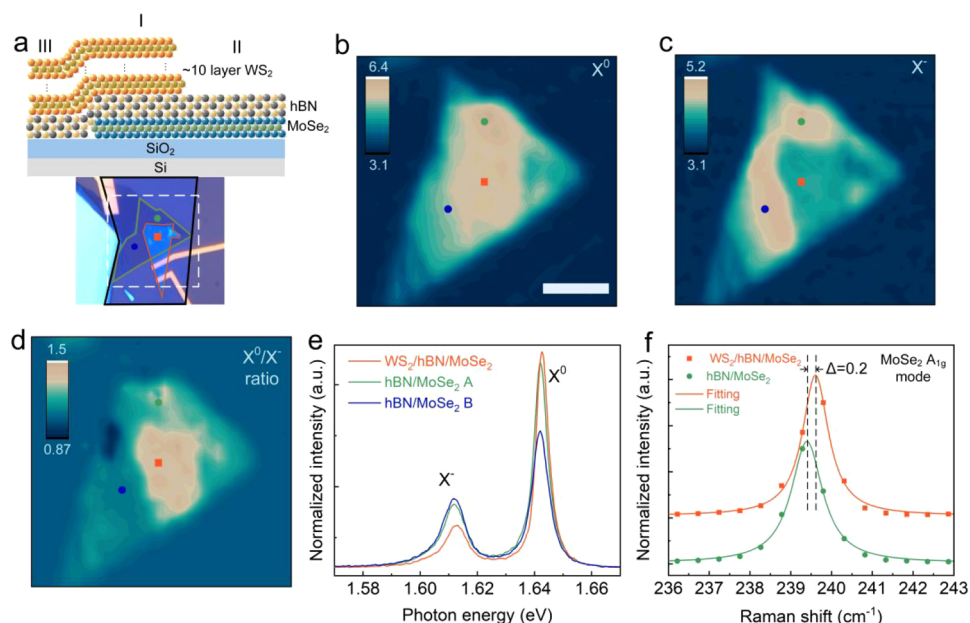 a
I
III
II
~10 layer WS2
hBN
MoSe2
SiO2
Si
b
6.4
3.1
X0
c
5.2
3.1
X-
d
1.5
0.87
X0/X-
ratio
e
WS2/hBN/MoSe2
hBN/MoSe2 A
hBN/MoSe2 B
X0
X-
Normalized intensity (a.u.)
1.58 1.60 1.62 1.64 1.66
Photon energy (eV)
f
WS2/hBN/MoSe2
hBN/MoSe2
Fitting
Fitting
Δ=0.2
MoSe2 A1g
mode
Normalized intensity (a.u.)
236 237 238 239 240 241 242 243
Raman shift (cm-1)